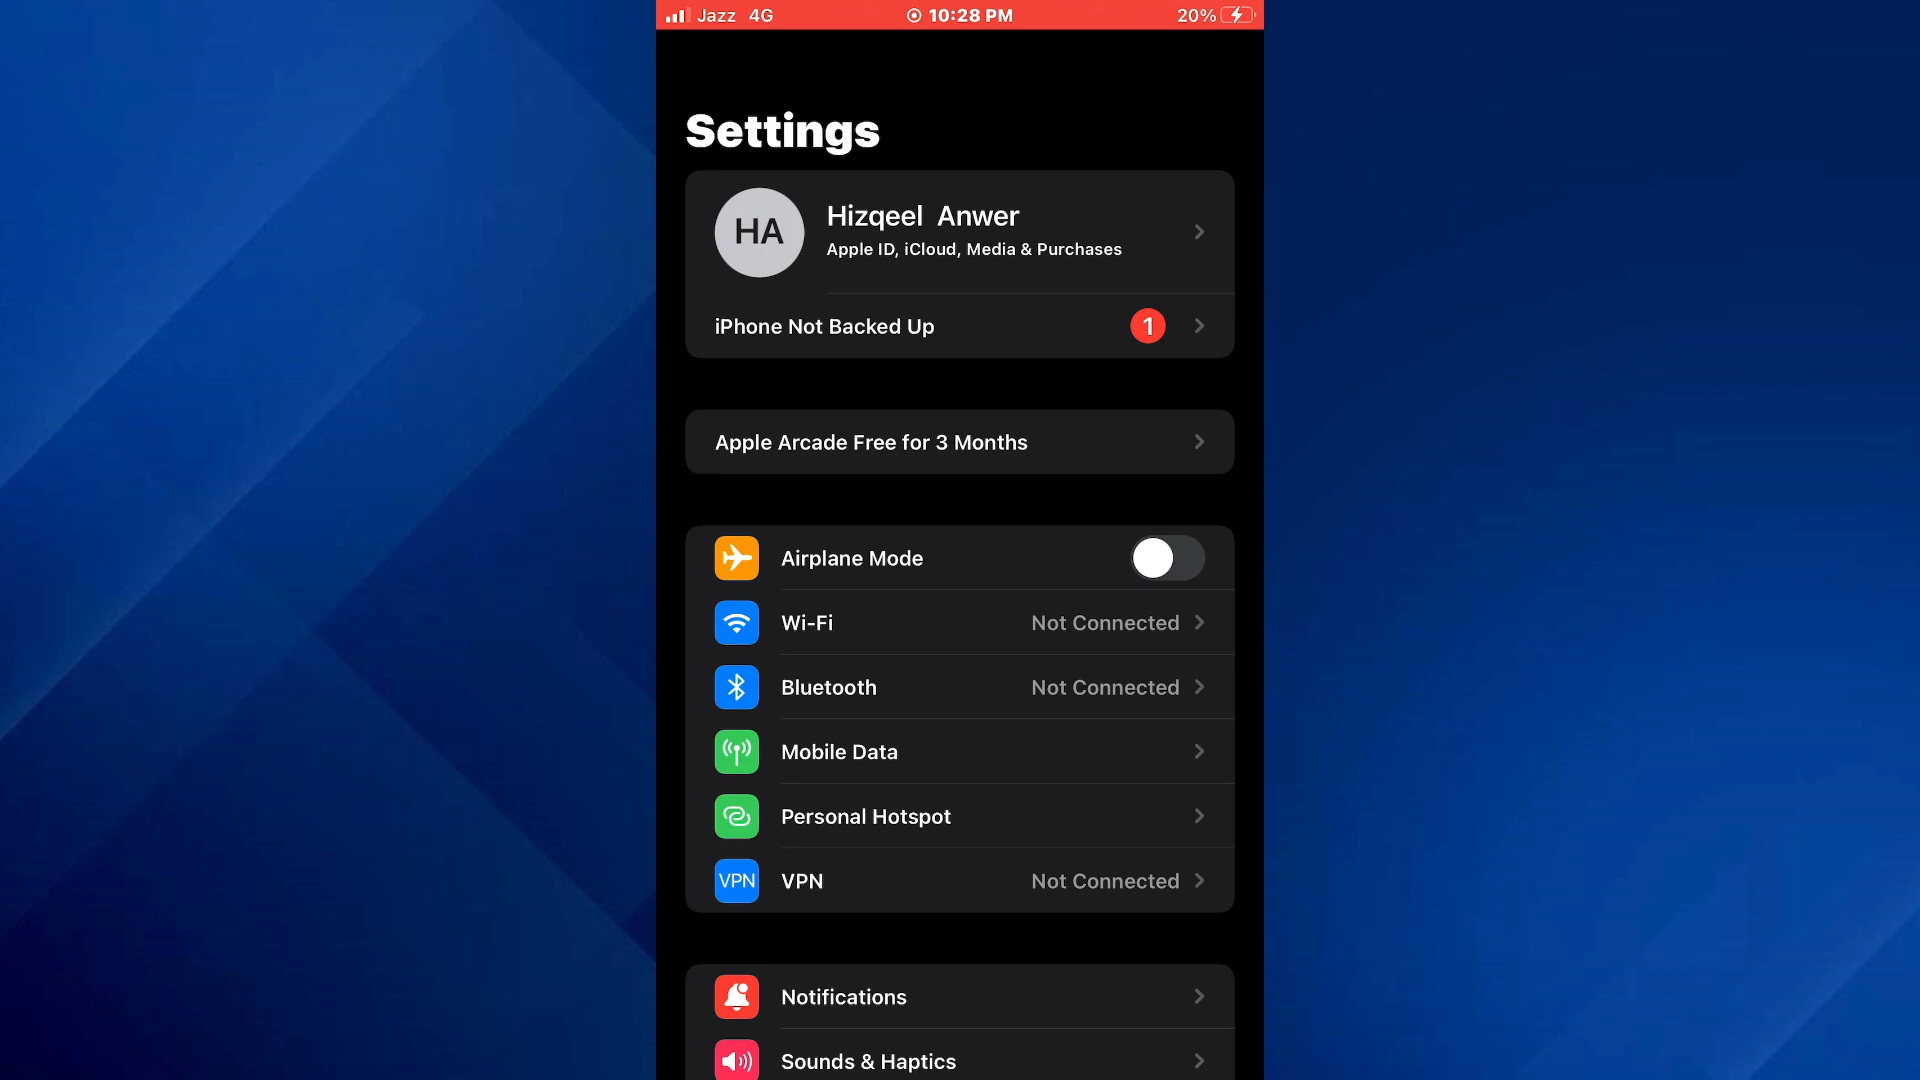 Jazz 4G 10:28 PM 20%
Settings
HA
Hizqeel Anwer
Apple ID, iCloud, Media & Purchases
iPhone Not Backed Up 1
Apple Arcade Free for 3 Months
Airplane Mode
Wi-Fi Not Connected
Bluetooth Not Connected
Mobile Data
Personal Hotspot
VPN VPN Not Connected
Notifications
Sounds & Haptics